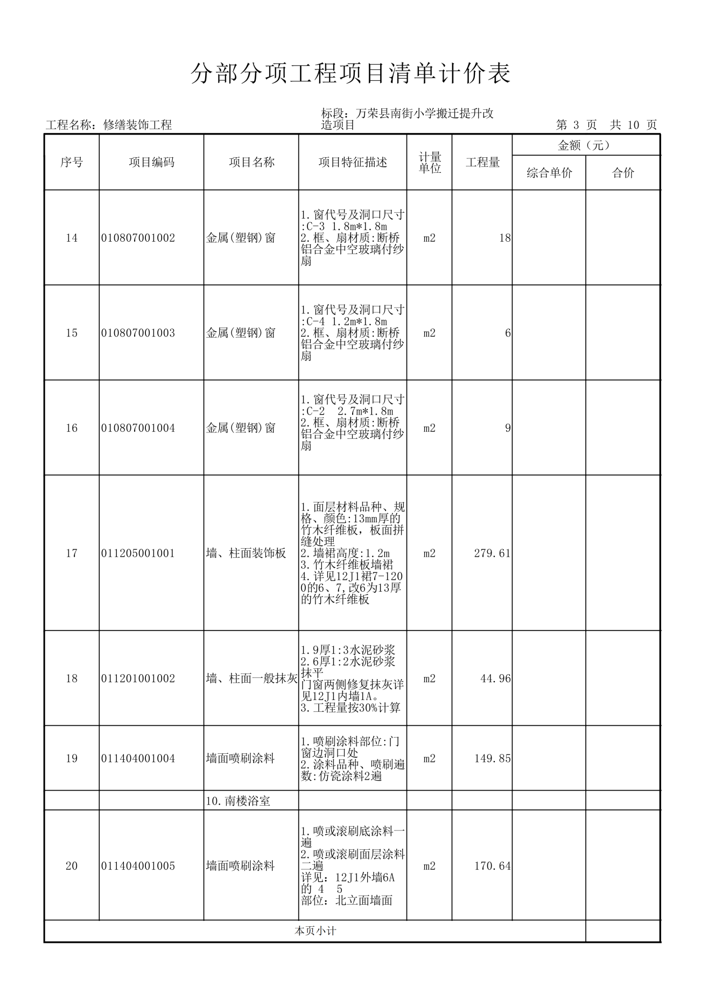 分部分项工程项目清单计价表
工程名称：修缮装饰工程
标段：万荣县南街小学搬迁提升改
造项目
第 3 页 共 10 页
序号
项目编码
项目名称
项目特征描述
计量
单位
工程量
金额（元）
综合单价
合价
14
010807001002
金属(塑钢)窗
1.窗代号及洞口尺寸
:C-3 1.8m*1.8m
2.框、扇材质:断桥
铝合金中空玻璃付纱
扇
m2
18
15
010807001003
金属(塑钢)窗
1.窗代号及洞口尺寸
:C-4 1.2m*1.8m
2.框、扇材质:断桥
铝合金中空玻璃付纱
扇
m2
6
16
010807001004
金属(塑钢)窗
1.窗代号及洞口尺寸
:C-2 2.7m*1.8m
2.框、扇材质:断桥
铝合金中空玻璃付纱
扇
m2
9
17
011205001001
墙、柱面装饰板
1.面层材料品种、规
格、颜色:13mm厚的
竹木纤维板，板面拼
缝处理
2.墙裙高度:1.2m
3.竹木纤维板墙裙
4.详见12J1裙7-120
0的6、7,改6为13厚
的竹木纤维板
m2
279.61
18
011201001002
墙、柱面一般抹灰
1.9厚1:3水泥砂浆
2.6厚1:2水泥砂浆
抹平
门窗两侧修复抹灰详
见12J1内墙1A。
3.工程量按30%计算
m2
44.96
19
011404001004
墙面喷刷涂料
1.喷刷涂料部位:门
窗边洞口处
2.涂料品种、喷刷遍
数:仿瓷涂料2遍
m2
149.85
10.南楼浴室
20
011404001005
墙面喷刷涂料
1.喷或滚刷底涂料一
遍
2.喷或滚刷面层涂料
二遍
详见：12J1外墙6A
的 4 5
部位：北立面墙面
m2
170.64
本页小计